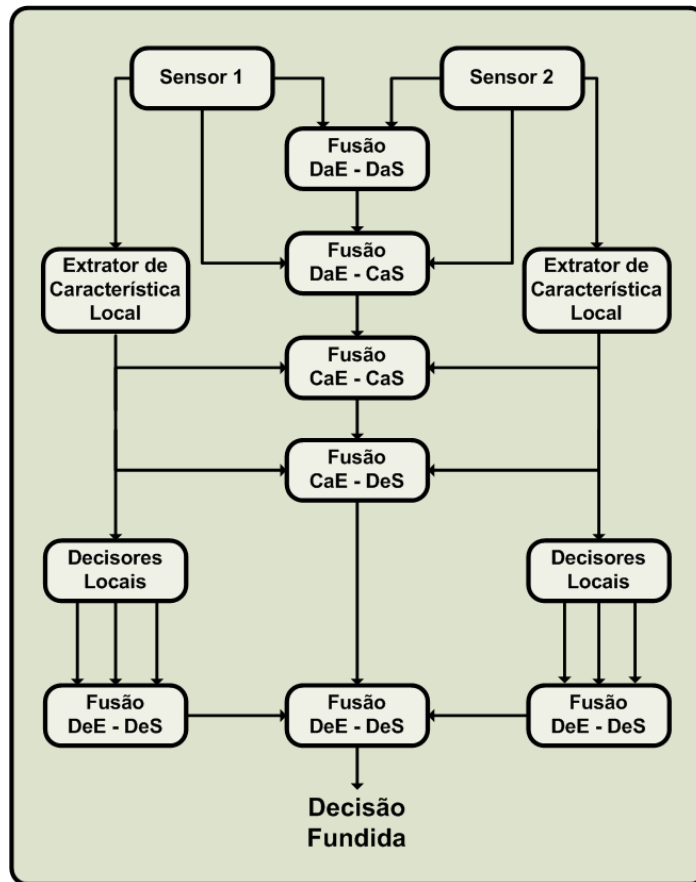 Sensor 1
Sensor 2
Fusão
DaE - DaS
Fusão
DaE - CaS
Extrator de
Característica
Local
Extrator de
Característica
Local
Fusão
CaE - CaS
Fusão
CaE - DeS
Decisores
Locais
Decisores
Locais
Fusão
DeE - DeS
Fusão
DeE - DeS
Fusão
DeE - DeS
Decisão
Fundida